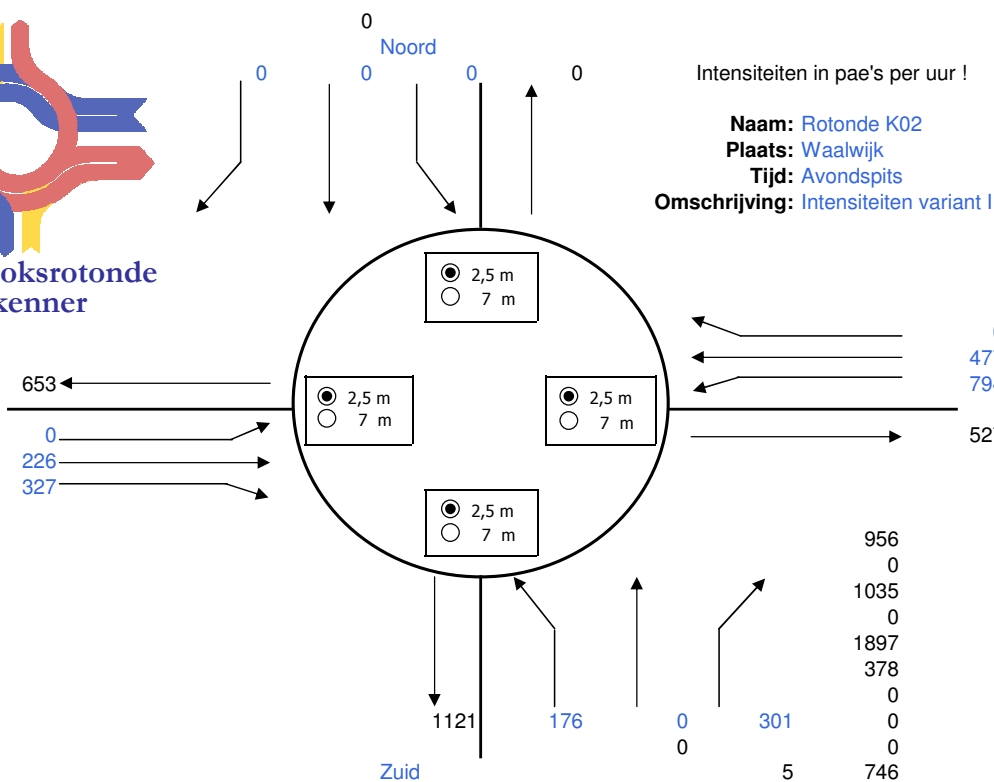 0
Noord
0 0 0 0
Intensiteiten in pae's per uur !
Naam: Rotonde K02
Plaats: Waalwijk
Tijd: Avondspits
Omschrijving: Intensiteiten variant I
2,5 m
7 m
653
2,5 m
7 m
2,5 m
7 m
0
226
327
2,5 m
7 m
956
0
1035
0
1897
378
0
1121 176 0 301 0
0 0
Zuid 5 746